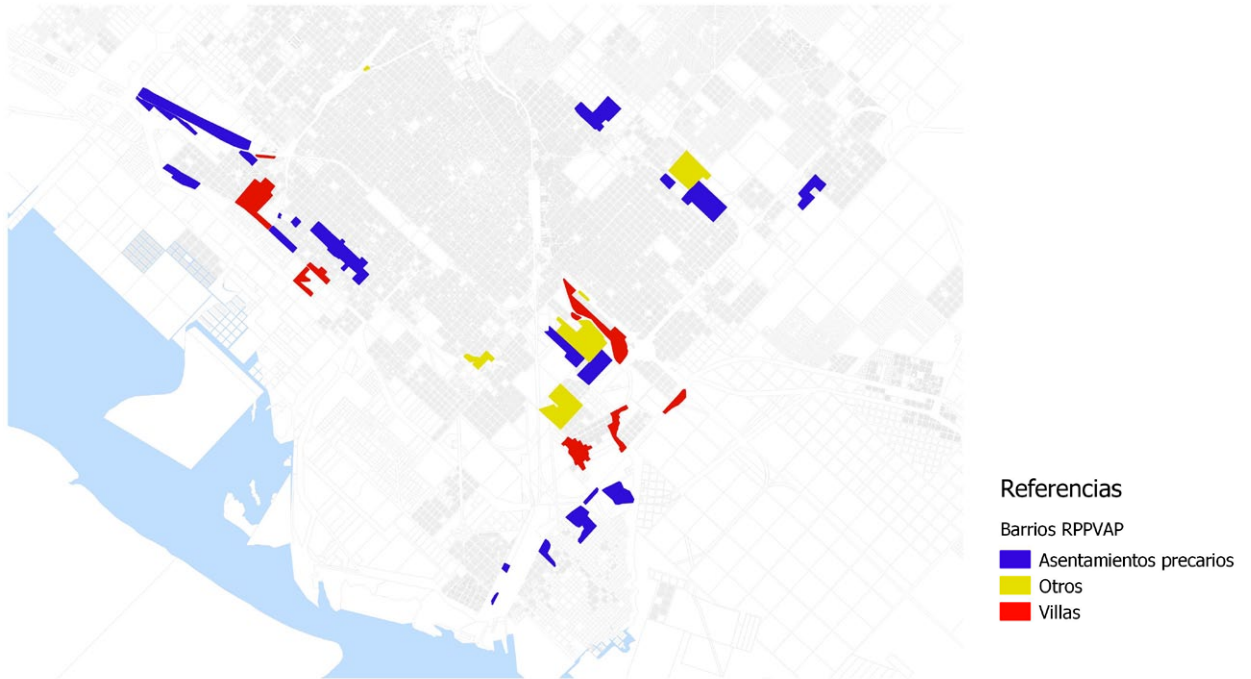 Referencias
Barrios RPPVAP
Asentamientos precarios
Otros
Villas